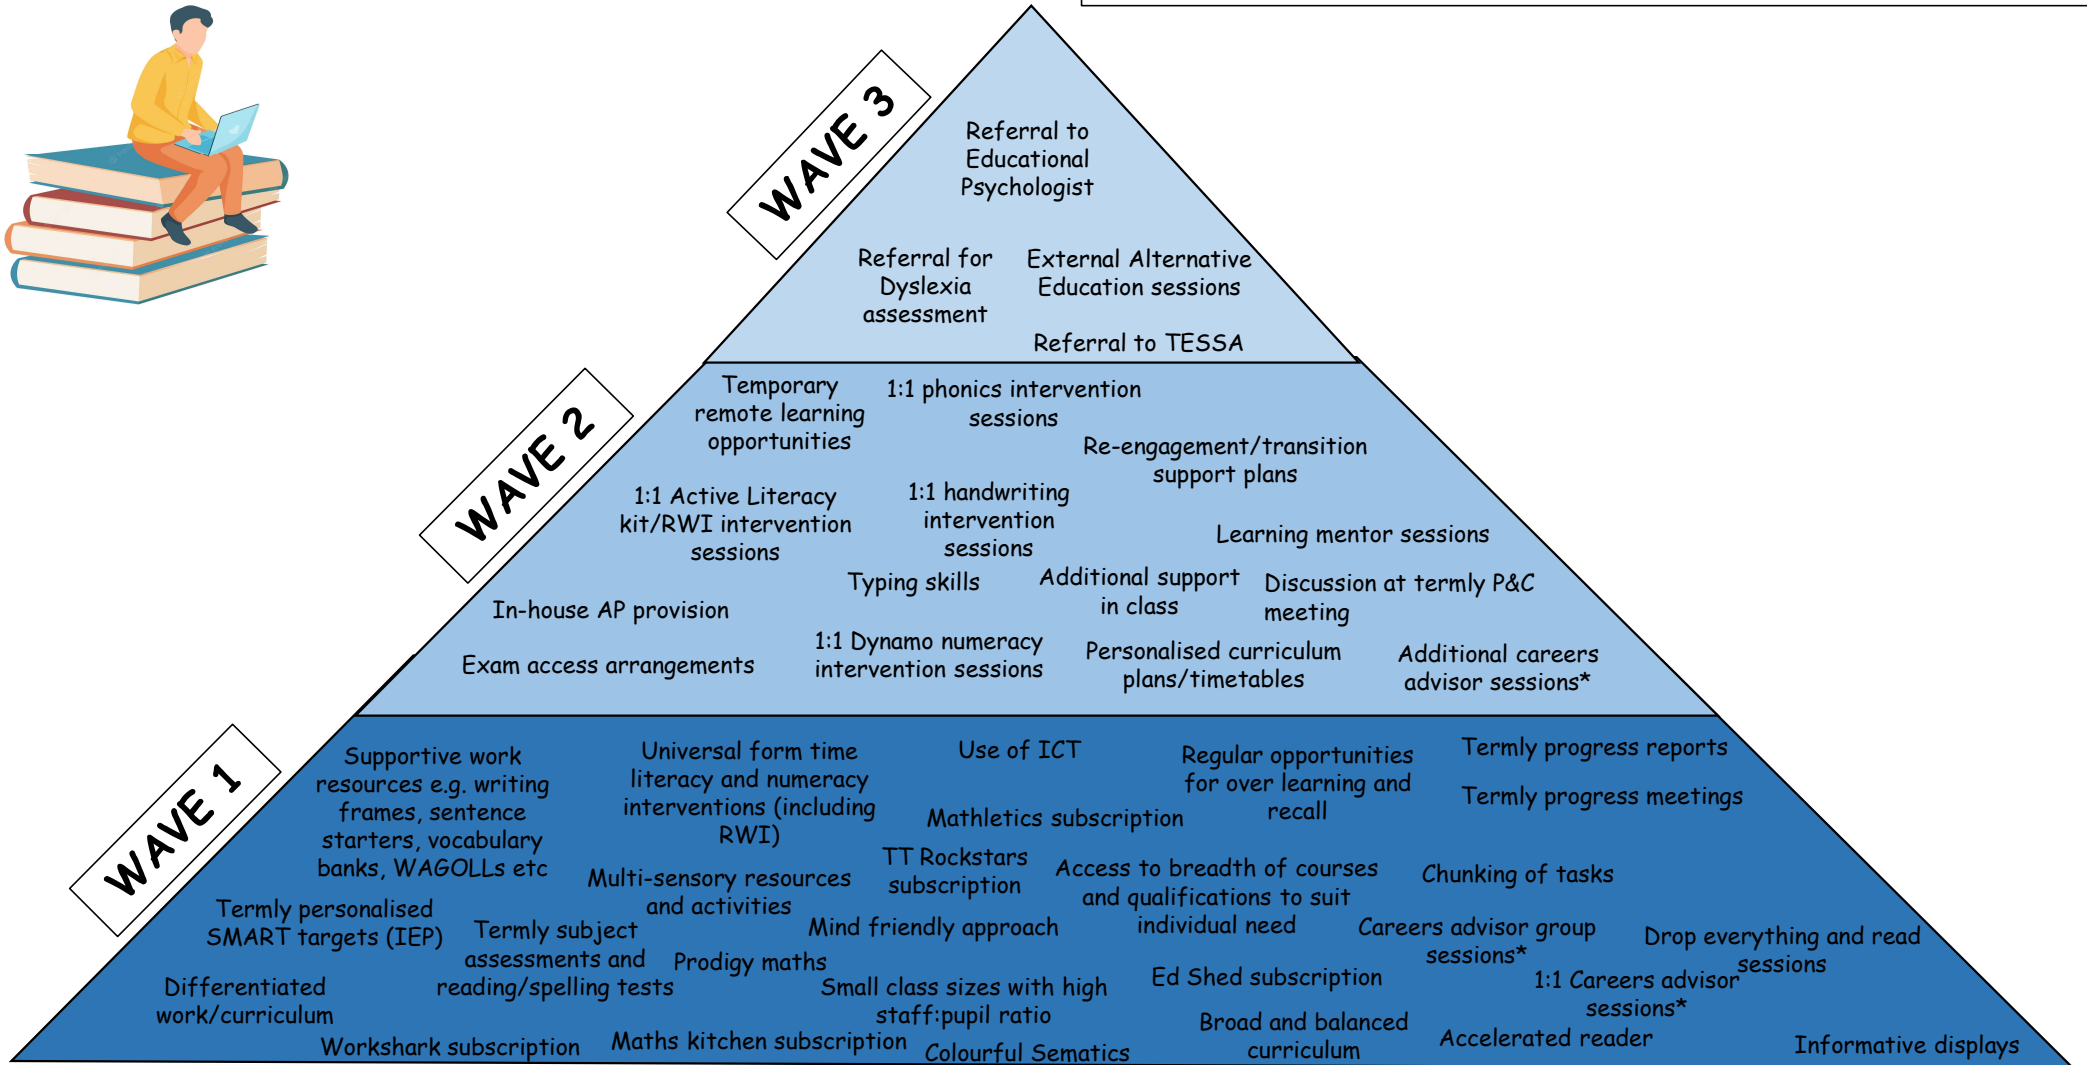 WAVE 3
Referral to
Educational
Psychologist
Referral for
Dyslexia
assessment
External Alternative
Education sessions
Referral to TESSA
WAVE 2
Temporary
remote learning
opportunities
1:1 phonics intervention
sessions
Re-engagement/transition
support plans
1:1 Active Literacy
kit/RWI intervention
sessions
1:1 handwriting
intervention
sessions
Learning mentor sessions
Typing skills
Additional support
in class
Discussion at termly P&C
meeting
In-house AP provision
1:1 Dynamo numeracy
intervention sessions
Personalised curriculum
plans/timetables
Additional careers
advisor sessions*
Exam access arrangements
WAVE 1
Supportive work
resources e.g. writing
frames, sentence
starters, vocabulary
banks, WAGOLLs etc
Universal form time
literacy and numeracy
interventions (including
RWI)
Use of ICT
Regular opportunities
for over learning and
recall
Termly progress reports
Termly progress meetings
Mathletics subscription
TT Rockstars
subscription
Access to breadth of courses
and qualifications to suit
individual need
Chunking of tasks
Multi-sensory resources
and activities
Termly personalised
SMART targets (IEP)
Termly subject
assessments and
reading/spelling tests
Mind friendly approach
Careers advisor group
sessions*
Drop everything and read
sessions
Prodigy maths
Ed Shed subscription
1:1 Careers advisor
sessions*
Differentiated
work/curriculum
Small class sizes with high
staff:pupil ratio
Broad and balanced
curriculum
Workshark subscription
Maths kitchen subscription
Colourful Sematics
Accelerated reader
Informative displays